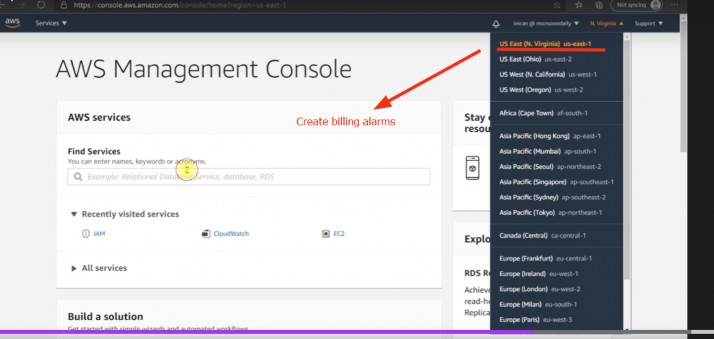 https://console.aws.amazon.com/console/home?region=us-east-1
Not syncing
aws
Services
imran @ morsowdaily
N. Virginia
Support
AWS Management Console
AWS services
Find Services
You can enter names, keywords or acronyms.
Example: Relational Database Service, database, RDS
Recently visited services
IAM
CloudWatch
EC2
All services
Build a solution
Get started with simple wizards and automated workflows.
Create billing alarms
Stay
resou
Explo
RDS Re
Achieve
read-h
Replica
US East (N. Virginia) us-east-1
US East (Ohio) us-east-2
US West (N. California) us-west-1
US West (Oregon) us-west-2
Africa (Cape Town) af-south-1
Asia Pacific (Hong Kong) ap-east-1
Asia Pacific (Mumbai) ap-south-1
Asia Pacific (Seoul) ap-northeast-2
Asia Pacific (Singapore) ap-southeast-1
Asia Pacific (Sydney) ap-southeast-2
Asia Pacific (Tokyo) ap-northeast-1
Canada (Central) ca-central-1
Europe (Frankfurt) eu-central-1
Europe (Ireland) eu-west-1
Europe (London) eu-west-2
Europe (Milan) eu-south-1
Europe (Paris) eu-west-3